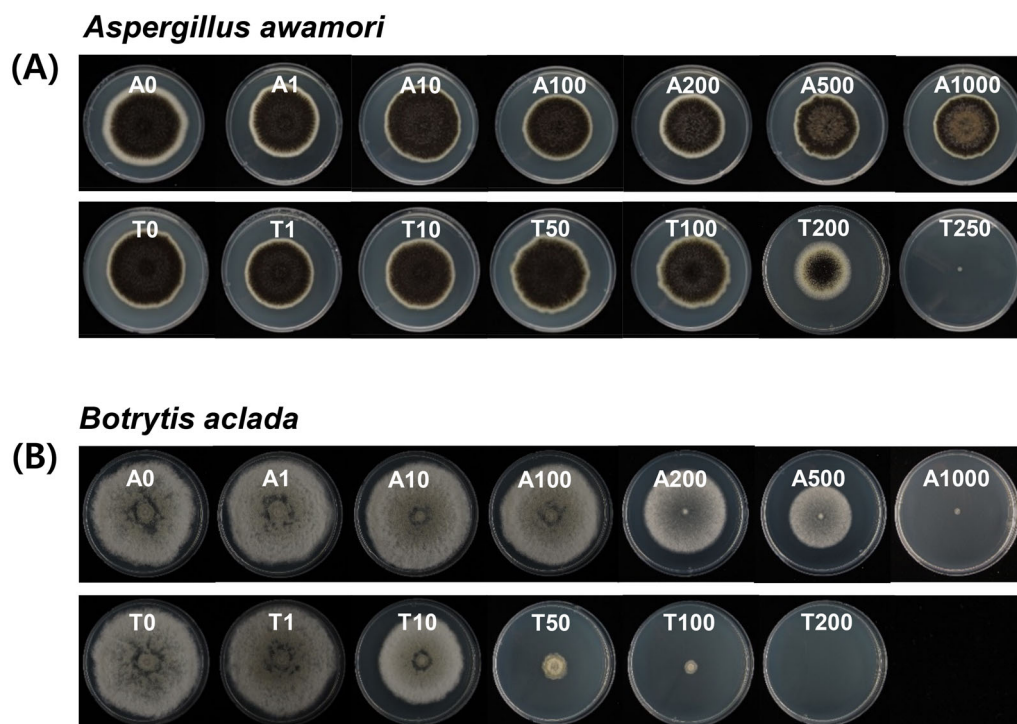 Aspergillus awamori
(A)
A0 A1 A10 A100 A200 A500 A1000
T0 T1 T10 T50 T100 T200 T250
Botrytis aclada
(B)
A0 A1 A10 A100 A200 A500 A1000
T0 T1 T10 T50 T100 T200